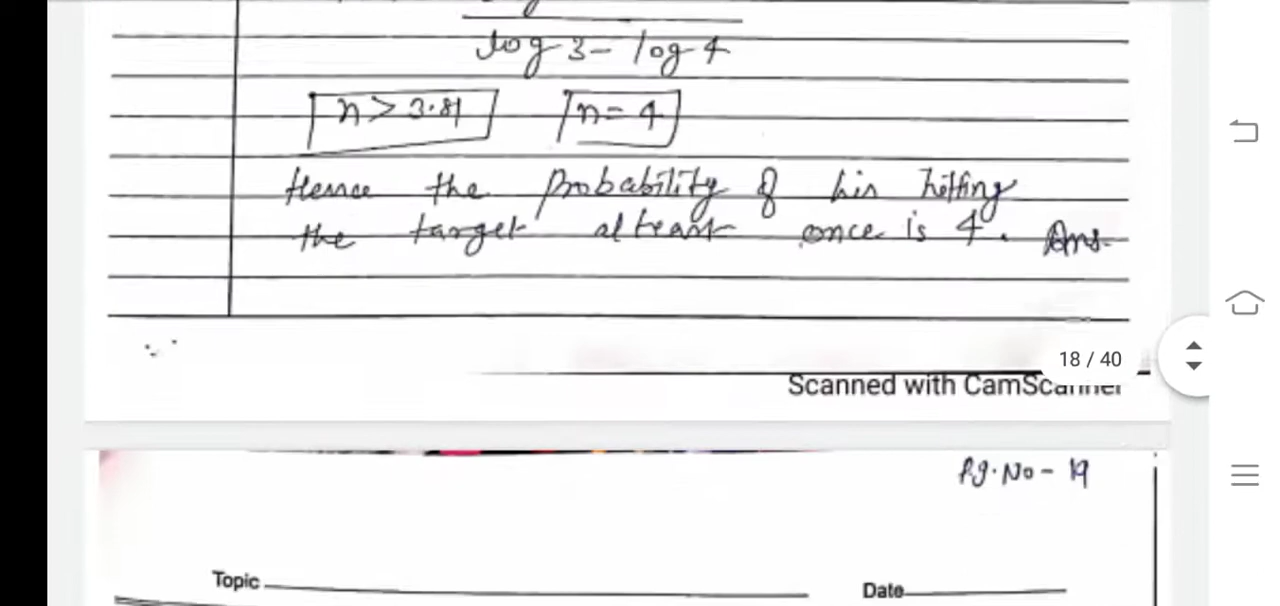 log 3 - log 4
n > 3.81 n = 4
Hence the Probability of his hitting
the target atleast once is 4. Ans.
18 / 40
Scanned with CamScanner
Pg. No - 19
Topic
Date